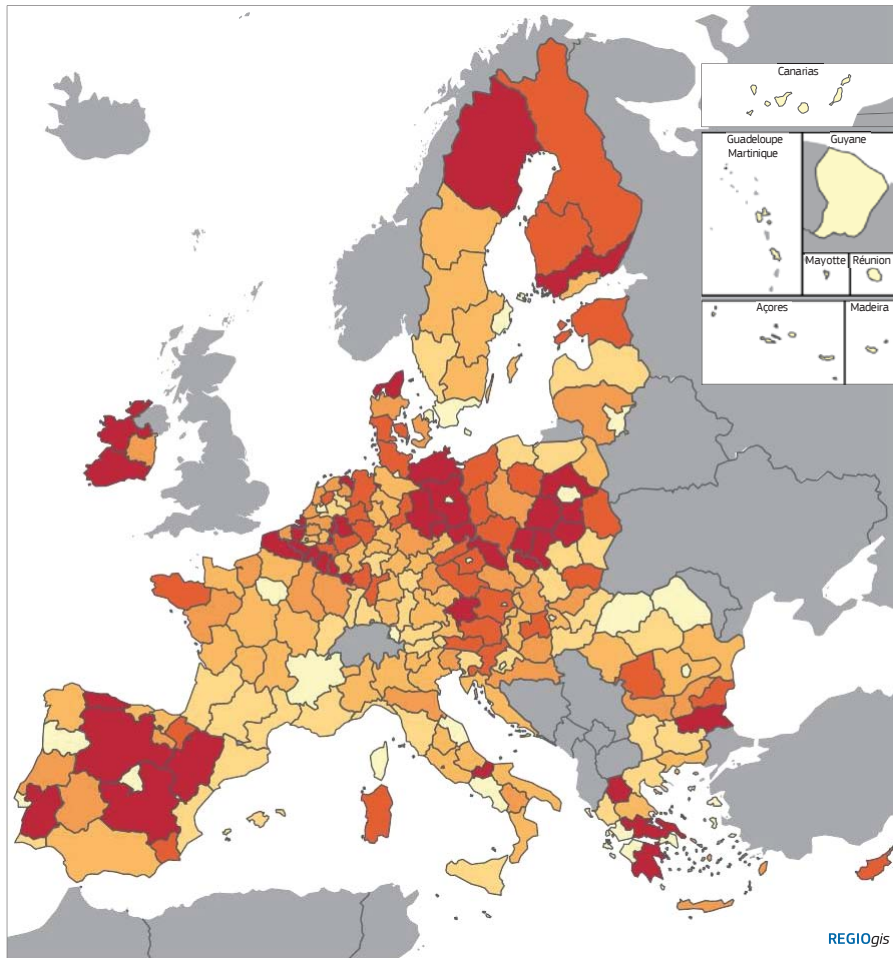 Canarias
Guadeloupe
Martinique
Guyane
Mayotte
Réunion
Açores
Madeira
REGIOgis